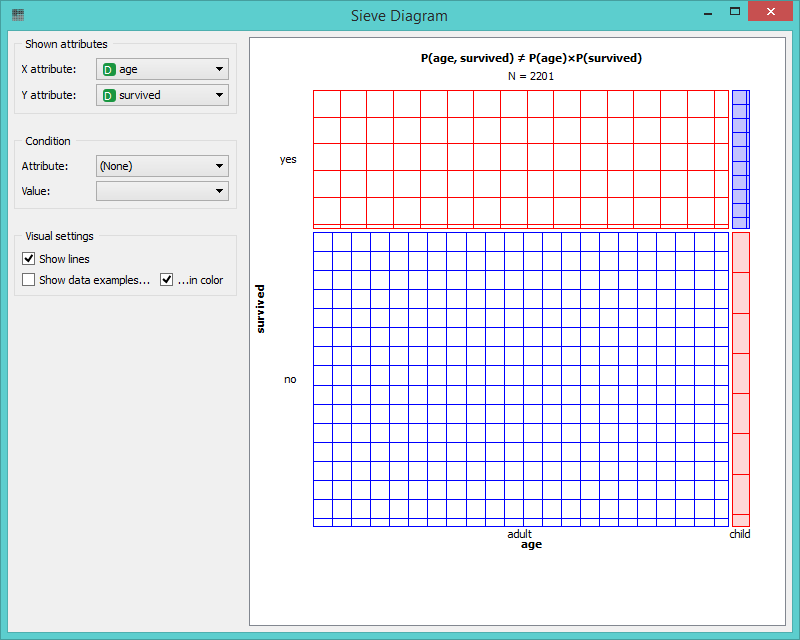 Sieve Diagram
Shown attributes
X attribute: D age
Y attribute: D survived
Condition
Attribute: (None)
Value:
Visual settings
Show lines
Show data examples... ...in color
P(age, survived) ≠ P(age)×P(survived)
N = 2201
yes
survived
no
adult child
age